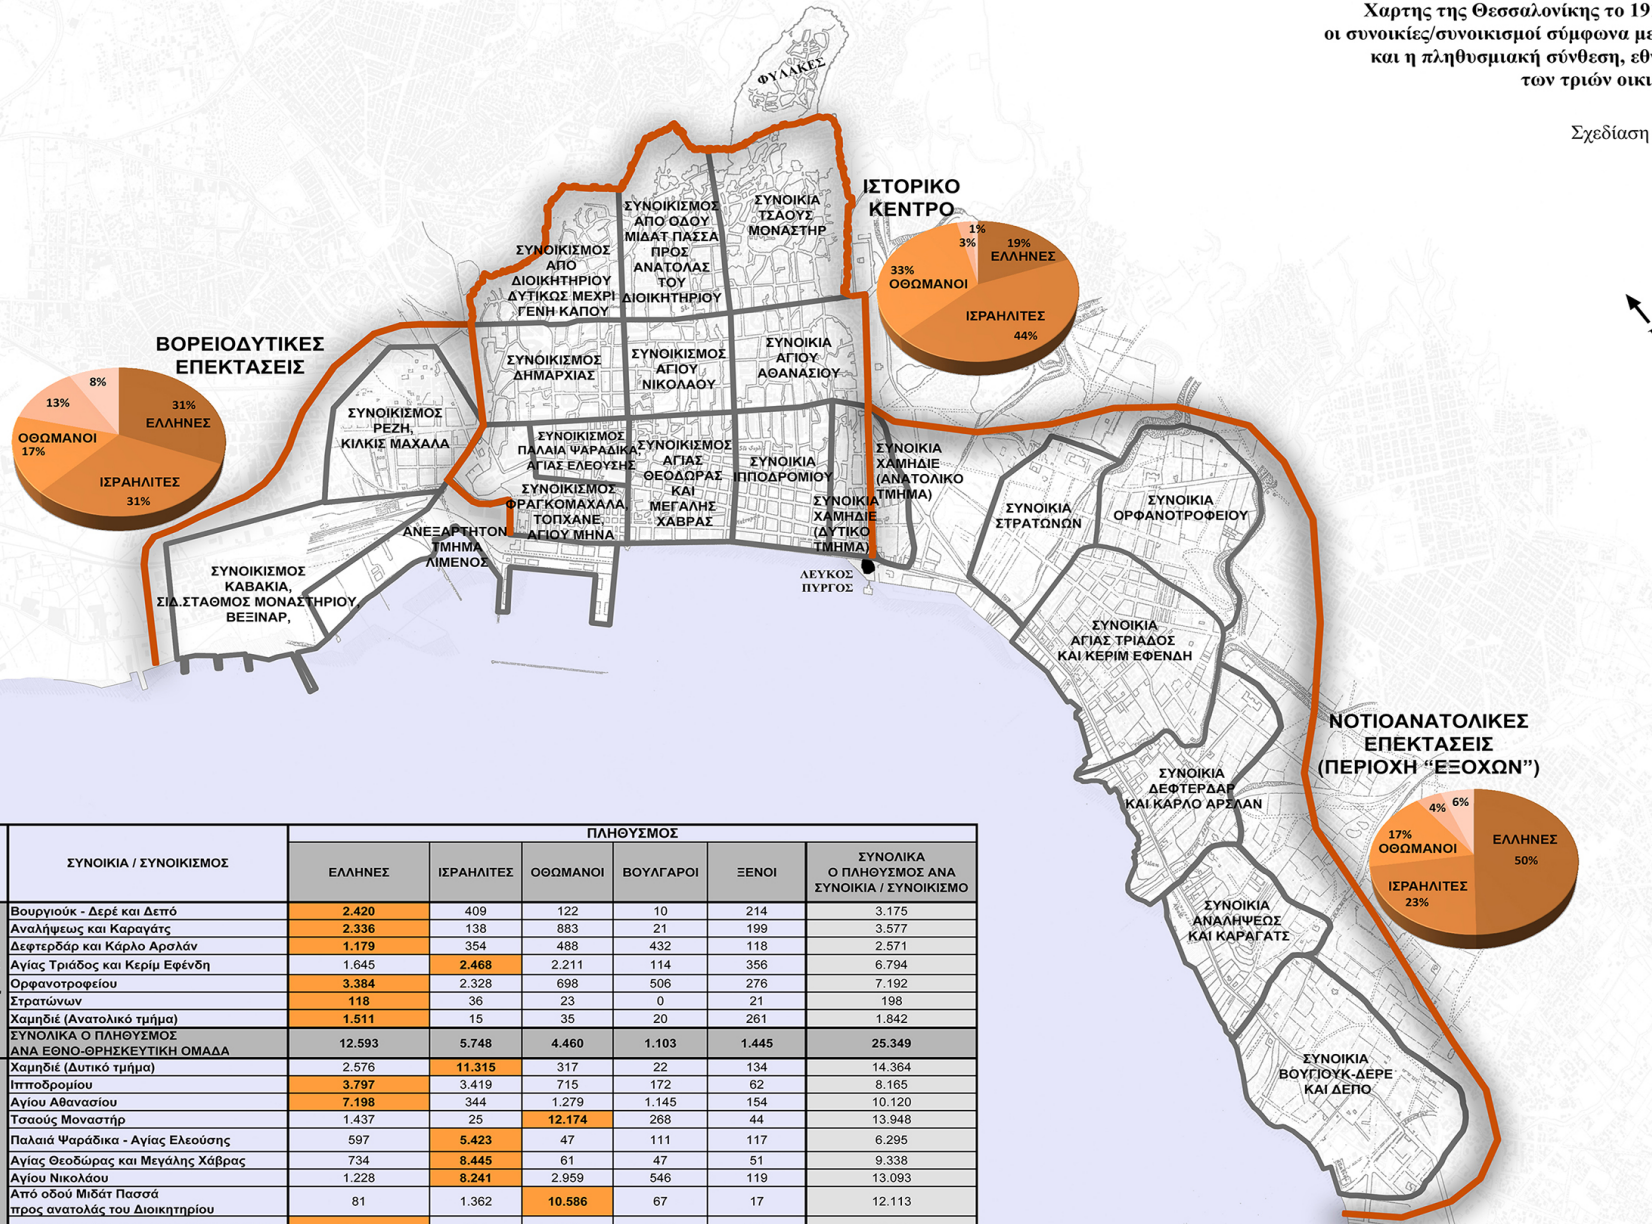 Χαρτης της Θεσσαλονίκης το 19
οι συνοικίες/συνοικισμοί σύμφωνα με
και η πληθυσμιακή σύνθεση, εθν
των τριών οικι
Σχεδίαση
ΦΥΛΑΚΕΣ
ΙΣΤΟΡΙΚΟ
ΚΕΝΤΡΟ
1%
3%
19%
ΕΛΛΗΝΕΣ
33%
ΟΘΩΜΑΝΟΙ
ΙΣΡΑΗΛΙΤΕΣ
44%
ΣΥΝΟΙΚΙΑ
ΤΣΑΟΥΣ
ΜΟΝΑΣΤΗΡ
ΣΥΝΟΙΚΙΣΜΟΣ
ΑΠΟ ΟΔΟΥ
ΜΙΔΑΤ ΠΑΣΣΑ
ΠΡΟΣ
ΑΝΑΤΟΛΑΣ
ΤΟΥ
ΔΙΟΙΚΗΤΗΡΙΟΥ
ΣΥΝΟΙΚΙΣΜΟΣ
ΑΠΟ
ΔΙΟΙΚΗΤΗΡΙΟΥ
ΔΥΤΙΚΩΣ ΜΕΧΡΙ
ΓΕΝΗ ΚΑΠΟΥ
ΒΟΡΕΙΟΔΥΤΙΚΕΣ
ΕΠΕΚΤΑΣΕΙΣ
8%
13%
31%
ΕΛΛΗΝΕΣ
ΟΘΩΜΑΝΟΙ
17%
ΙΣΡΑΗΛΙΤΕΣ
31%
ΣΥΝΟΙΚΙΣΜΟΣ
ΔΗΜΑΡΧΙΑΣ
ΣΥΝΟΙΚΙΣΜΟΣ
ΑΓΙΟΥ
ΝΙΚΟΛΑΟΥ
ΣΥΝΟΙΚΙΑ
ΑΓΙΟΥ
ΑΘΑΝΑΣΙΟΥ
ΣΥΝΟΙΚΙΣΜΟΣ
ΡΕΖΗ,
ΚΙΛΚΙΣ ΜΑΧΑΛΑ
ΣΥΝΟΙΚΙΣΜΟΣ
ΠΑΛΑΙΑ ΨΑΡΑΔΙΚΑ,
ΑΓΙΑΣ ΕΛΕΟΥΣΗΣ
ΣΥΝΟΙΚΙΣΜΟΣ
ΑΓΙΑΣ
ΘΕΟΔΩΡΑΣ
ΚΑΙ
ΜΕΓΑΛΗΣ
ΧΑΒΡΑΣ
ΣΥΝΟΙΚΙΑ
ΙΠΠΟΔΡΟΜΙΟΥ
ΣΥΝΟΙΚΙΑ
ΧΑΜΗΔΙΕ
(ΑΝΑΤΟΛΙΚΟ
ΤΜΗΜΑ)
ΣΥΝΟΙΚΙΣΜΟΣ
ΦΡΑΓΚΟΜΑΧΑΛΑ,
ΤΟΠΧΑΝΕ,
ΑΓΙΟΥ ΜΗΝΑ
ΣΥΝΟΙΚΙΑ
ΧΑΜΗΔΙΕ
(ΔΥΤΙΚΟ
ΤΜΗΜΑ)
ΑΝΕΞΑΡΤΗΤΟΝ
ΤΜΗΜΑ
ΛΙΜΕΝΟΣ
ΣΥΝΟΙΚΙΣΜΟΣ
ΚΑΒΑΚΙΑ,
ΣΙΔ.ΣΤΑΘΜΟΣ ΜΟΝΑΣΤΗΡΙΟΥ,
ΒΕΞΙΝΑΡ,
ΛΕΥΚΟΣ
ΠΥΡΓΟΣ
ΣΥΝΟΙΚΙΑ
ΣΤΡΑΤΩΝΩΝ
ΣΥΝΟΙΚΙΑ
ΟΡΦΑΝΟΤΡΟΦΕΙΟΥ
ΣΥΝΟΙΚΙΑ
ΑΓΙΑΣ ΤΡΙΑΔΟΣ
ΚΑΙ ΚΕΡΙΜ ΕΦΕΝΔΗ
ΣΥΝΟΙΚΙΑ
ΔΕΦΤΕΡΔΑΡ
ΚΑΙ ΚΑΡΛΟ ΑΡΣΛΑΝ
ΣΥΝΟΙΚΙΑ
ΑΝΑΛΗΨΕΩΣ
ΚΑΙ ΚΑΡΑΓΑΤΣ
ΣΥΝΟΙΚΙΑ
ΒΟΥΓΙΟΥΚ-ΔΕΡΕ
ΚΑΙ ΔΕΠΟ
ΝΟΤΙΟΑΝΑΤΟΛΙΚΕΣ
ΕΠΕΚΤΑΣΕΙΣ
(ΠΕΡΙΟΧΗ “ΕΞΟΧΩΝ”)
4% 6%
17%
ΟΘΩΜΑΝΟΙ
ΕΛΛΗΝΕΣ
50%
ΙΣΡΑΗΛΙΤΕΣ
23%
ΠΛΗΘΥΣΜΟΣ
ΣΥΝΟΙΚΙΑ / ΣΥΝΟΙΚΙΣΜΟΣ
ΕΛΛΗΝΕΣ ΙΣΡΑΗΛΙΤΕΣ ΟΘΩΜΑΝΟΙ ΒΟΥΛΓΑΡΟΙ ΞΕΝΟΙ
ΣΥΝΟΛΙΚΑ
Ο ΠΛΗΘΥΣΜΟΣ ΑΝΑ
ΣΥΝΟΙΚΙΑ / ΣΥΝΟΙΚΙΣΜΟ
Βουργιούκ - Δερέ και Δεπό 2.420 409 122 10 214 3.175
Αναλήψεως και Καραγάτς 2.336 138 883 21 199 3.577
Δεφτερδάρ και Κάρλο Αρσλάν 1.179 354 488 432 118 2.571
Αγίας Τριάδος και Κερίμ Εφένδη 1.645 2.468 2.211 114 356 6.794
Ορφανοτροφείου 3.384 2.328 698 506 276 7.192
Στρατώνων 118 36 23 0 21 198
Χαμηδιέ (Ανατολικό τμήμα) 1.511 15 35 20 261 1.842
ΣΥΝΟΛΙΚΑ Ο ΠΛΗΘΥΣΜΟΣ
ΑΝΑ ΕΘΝΟ-ΘΡΗΣΚΕΥΤΙΚΗ ΟΜΑΔΑ 12.593 5.748 4.460 1.103 1.445 25.349
Χαμηδιέ (Δυτικό τμήμα) 2.576 11.315 317 22 134 14.364
Ιπποδρομίου 3.797 3.419 715 172 62 8.165
Αγίου Αθανασίου 7.198 344 1.279 1.145 154 10.120
Τσαούς Μοναστήρ 1.437 25 12.174 268 44 13.948
Παλαιά Ψαράδικα - Αγίας Ελεούσης 597 5.423 47 111 117 6.295
Αγίας Θεοδώρας και Μεγάλης Χάβρας 734 8.445 61 47 51 9.338
Αγίου Νικολάου 1.228 8.241 2.959 546 119 13.093
Από οδού Μιδάτ Πασσά
προς ανατολάς του Διοικητηρίου 81 1.362 10.586 67 17 12.113